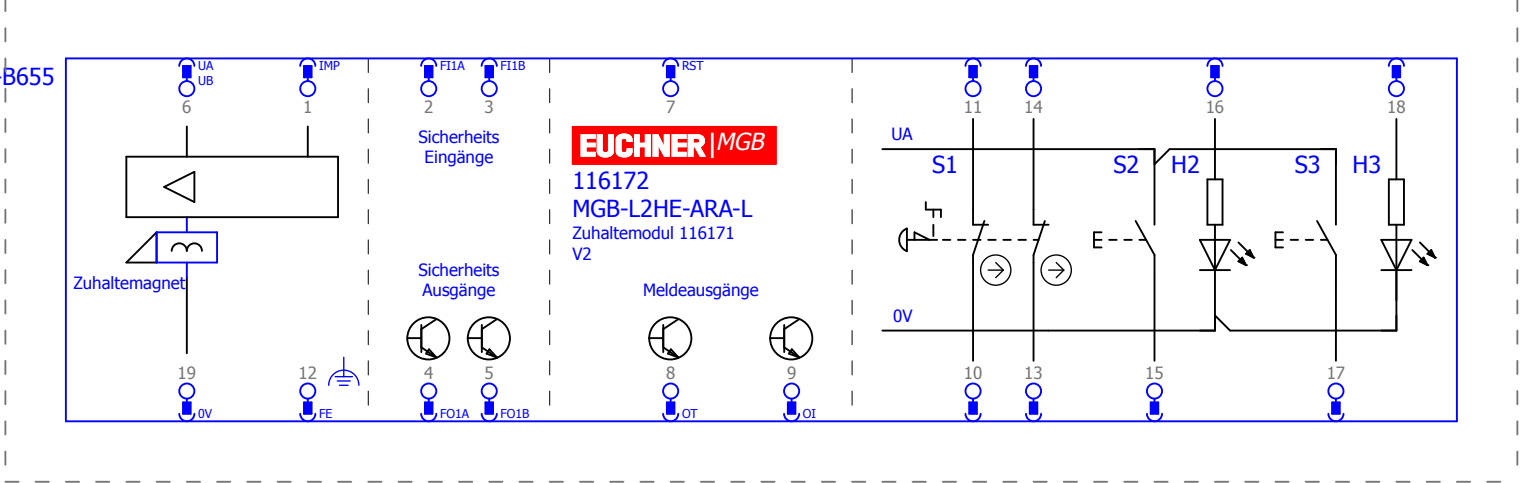 -B655
UA
UB
IMP
FI1A
FI1B
RST
6
1
2
3
7
11
14
16
18
Sicherheits
Eingänge
EUCHNER|MGB
116172
MGB-L2HE-ARA-L
Zuhaltemodul 116171
V2
UA
S1
S2
H2
S3
H3
Zuhaltemagnet
Sicherheits
Ausgänge
Meldeausgänge
0V
19
12
4
5
8
9
10
13
15
17
0V
FE
FO1A
FO1B
OT
OI